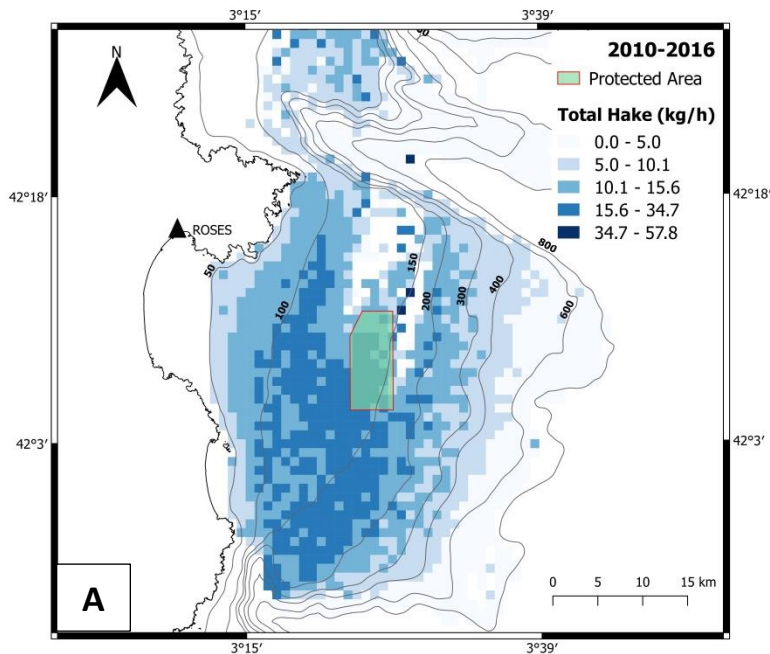 3°15′ 3°39′
N
2010-2016
Protected Area
Total Hake (kg/h)
0.0 - 5.0
5.0 - 10.1
10.1 - 15.6
15.6 - 34.7
34.7 - 57.8
42°18′ 42°18′
ROSES
50
100
150
200
300
400
800
600
42°3′ 42°3′
0 5 10 15 km
A
3°15′ 3°39′